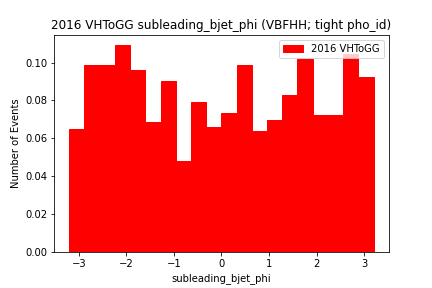 2016 VHToGG subleading_bjet_phi (VBFHH; tight pho_id)
2016 VHToGG
Number of Events
0.10
0.08
0.06
0.04
0.02
0.00
−3 −2 −1 0 1 2 3
subleading_bjet_phi